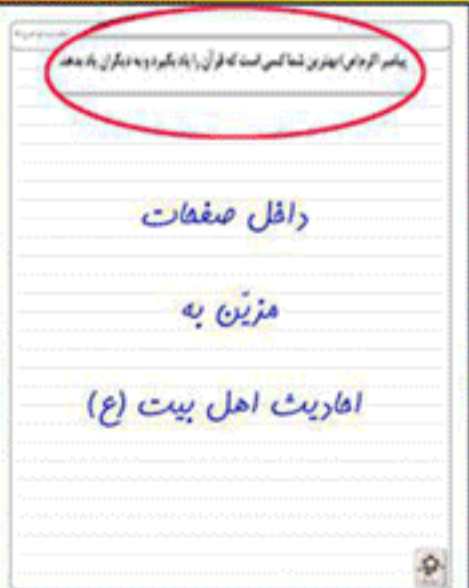 پیامبر اکرم(ص) بهترین شما کسی است که قرآن را یاد بگیرد و به دیگران یاد بدهد.
داخل صفحات
مزیّن به
احادیث اهل بیت (ع)